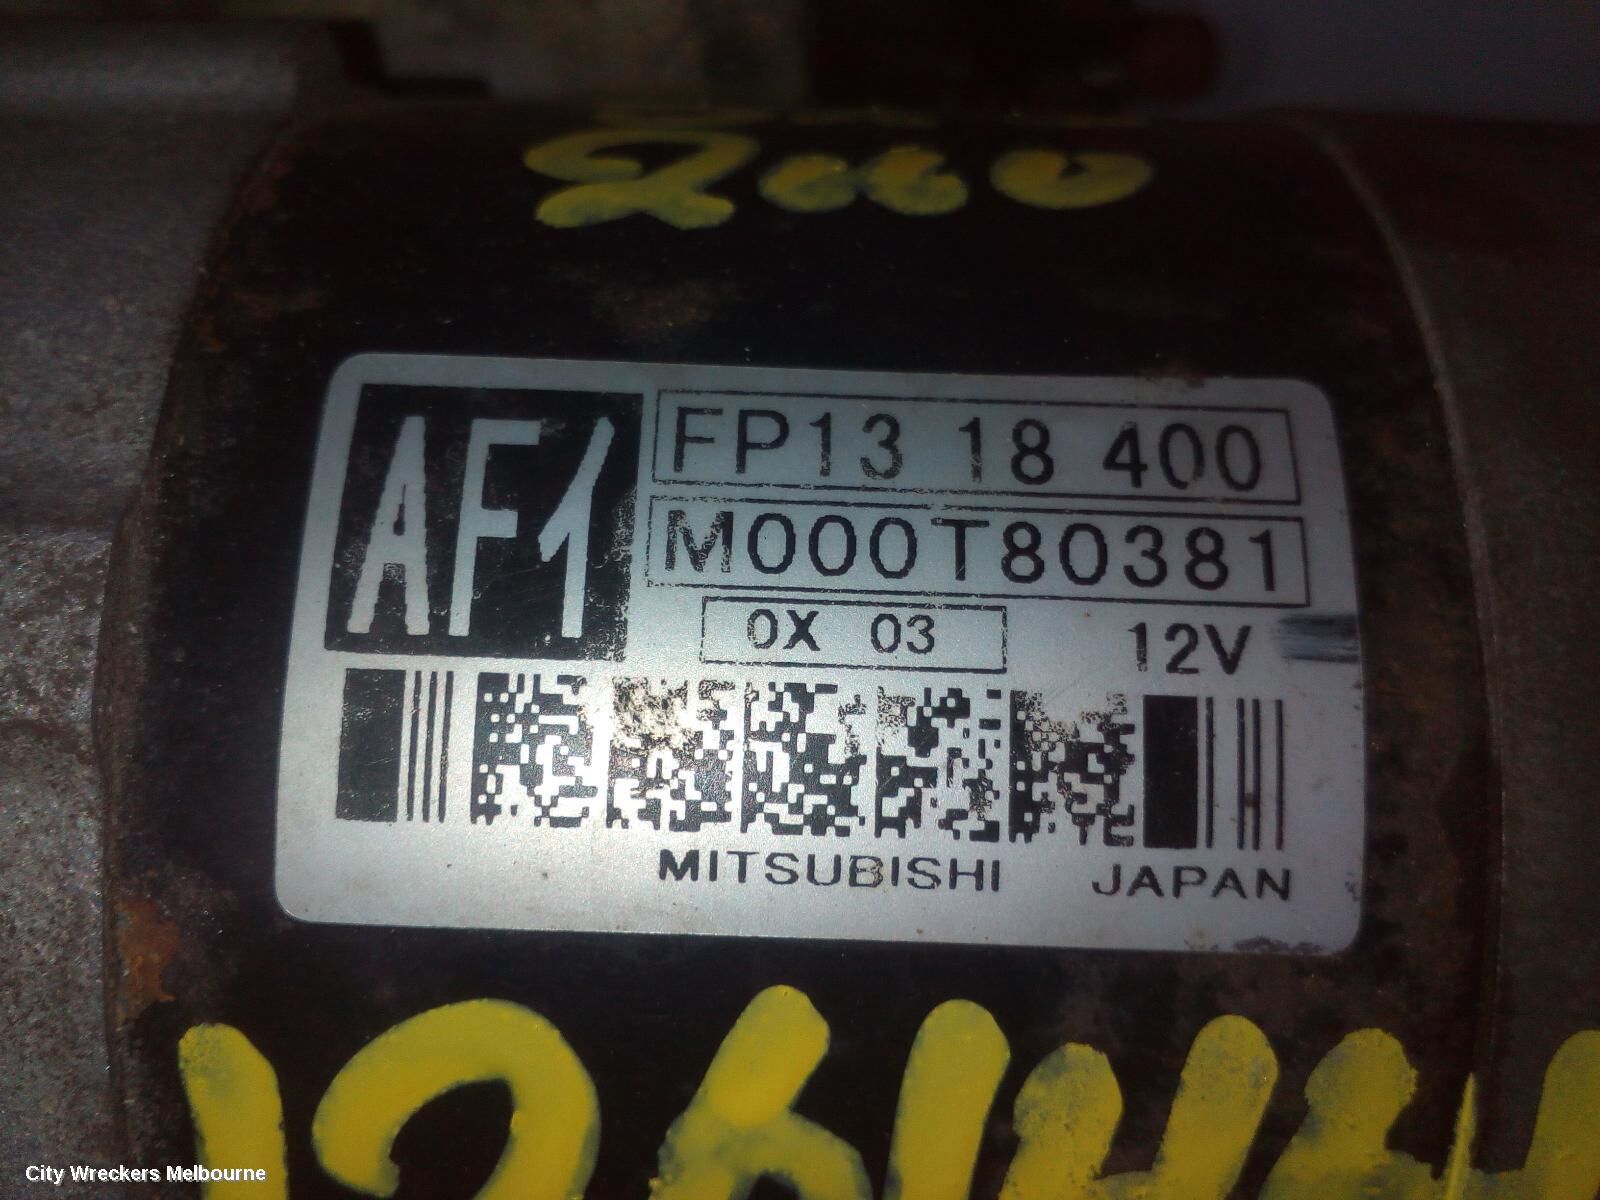 AF1
FP13 18 400
M000T80381
0X 03
12V
MITSUBISHI JAPAN
City Wreckers Melbourne